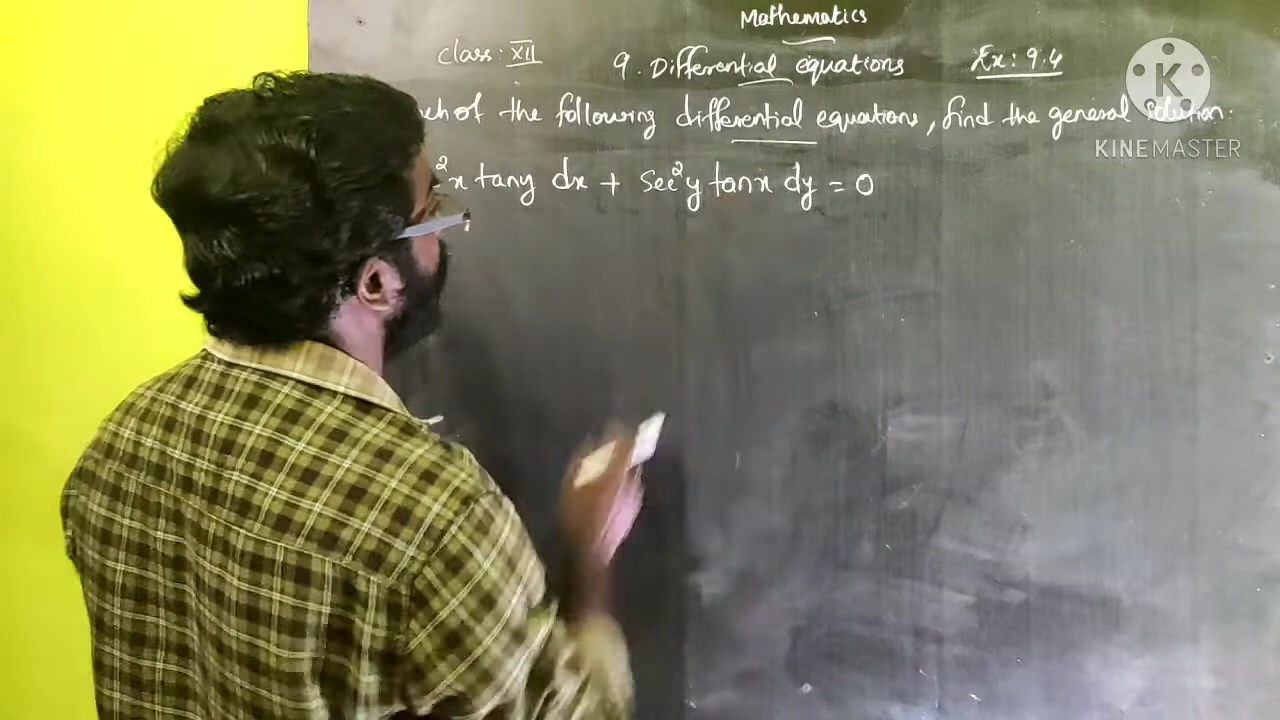 Mathematics
Class: XII 9. Differential equations Ex: 9.4
of the following differential equations, find the general solution.
²x tany dx + sec²y tanx dy = 0
K
KINEMASTER